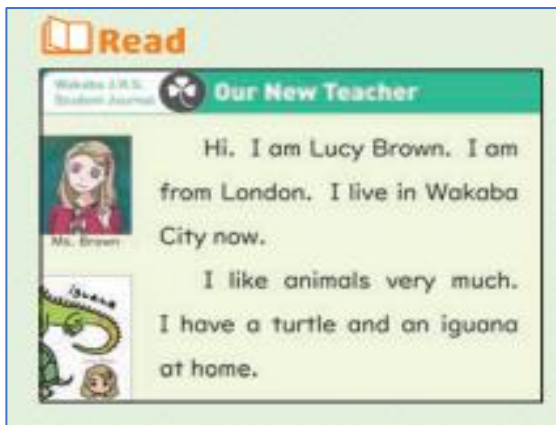 Read
Wakaba J.H.S.
Student Journal
Our New Teacher
Ms. Brown
iguana
Hi. I am Lucy Brown. I am
from London. I live in Wakaba
City now.
I like animals very much.
I have a turtle and an iguana
at home.